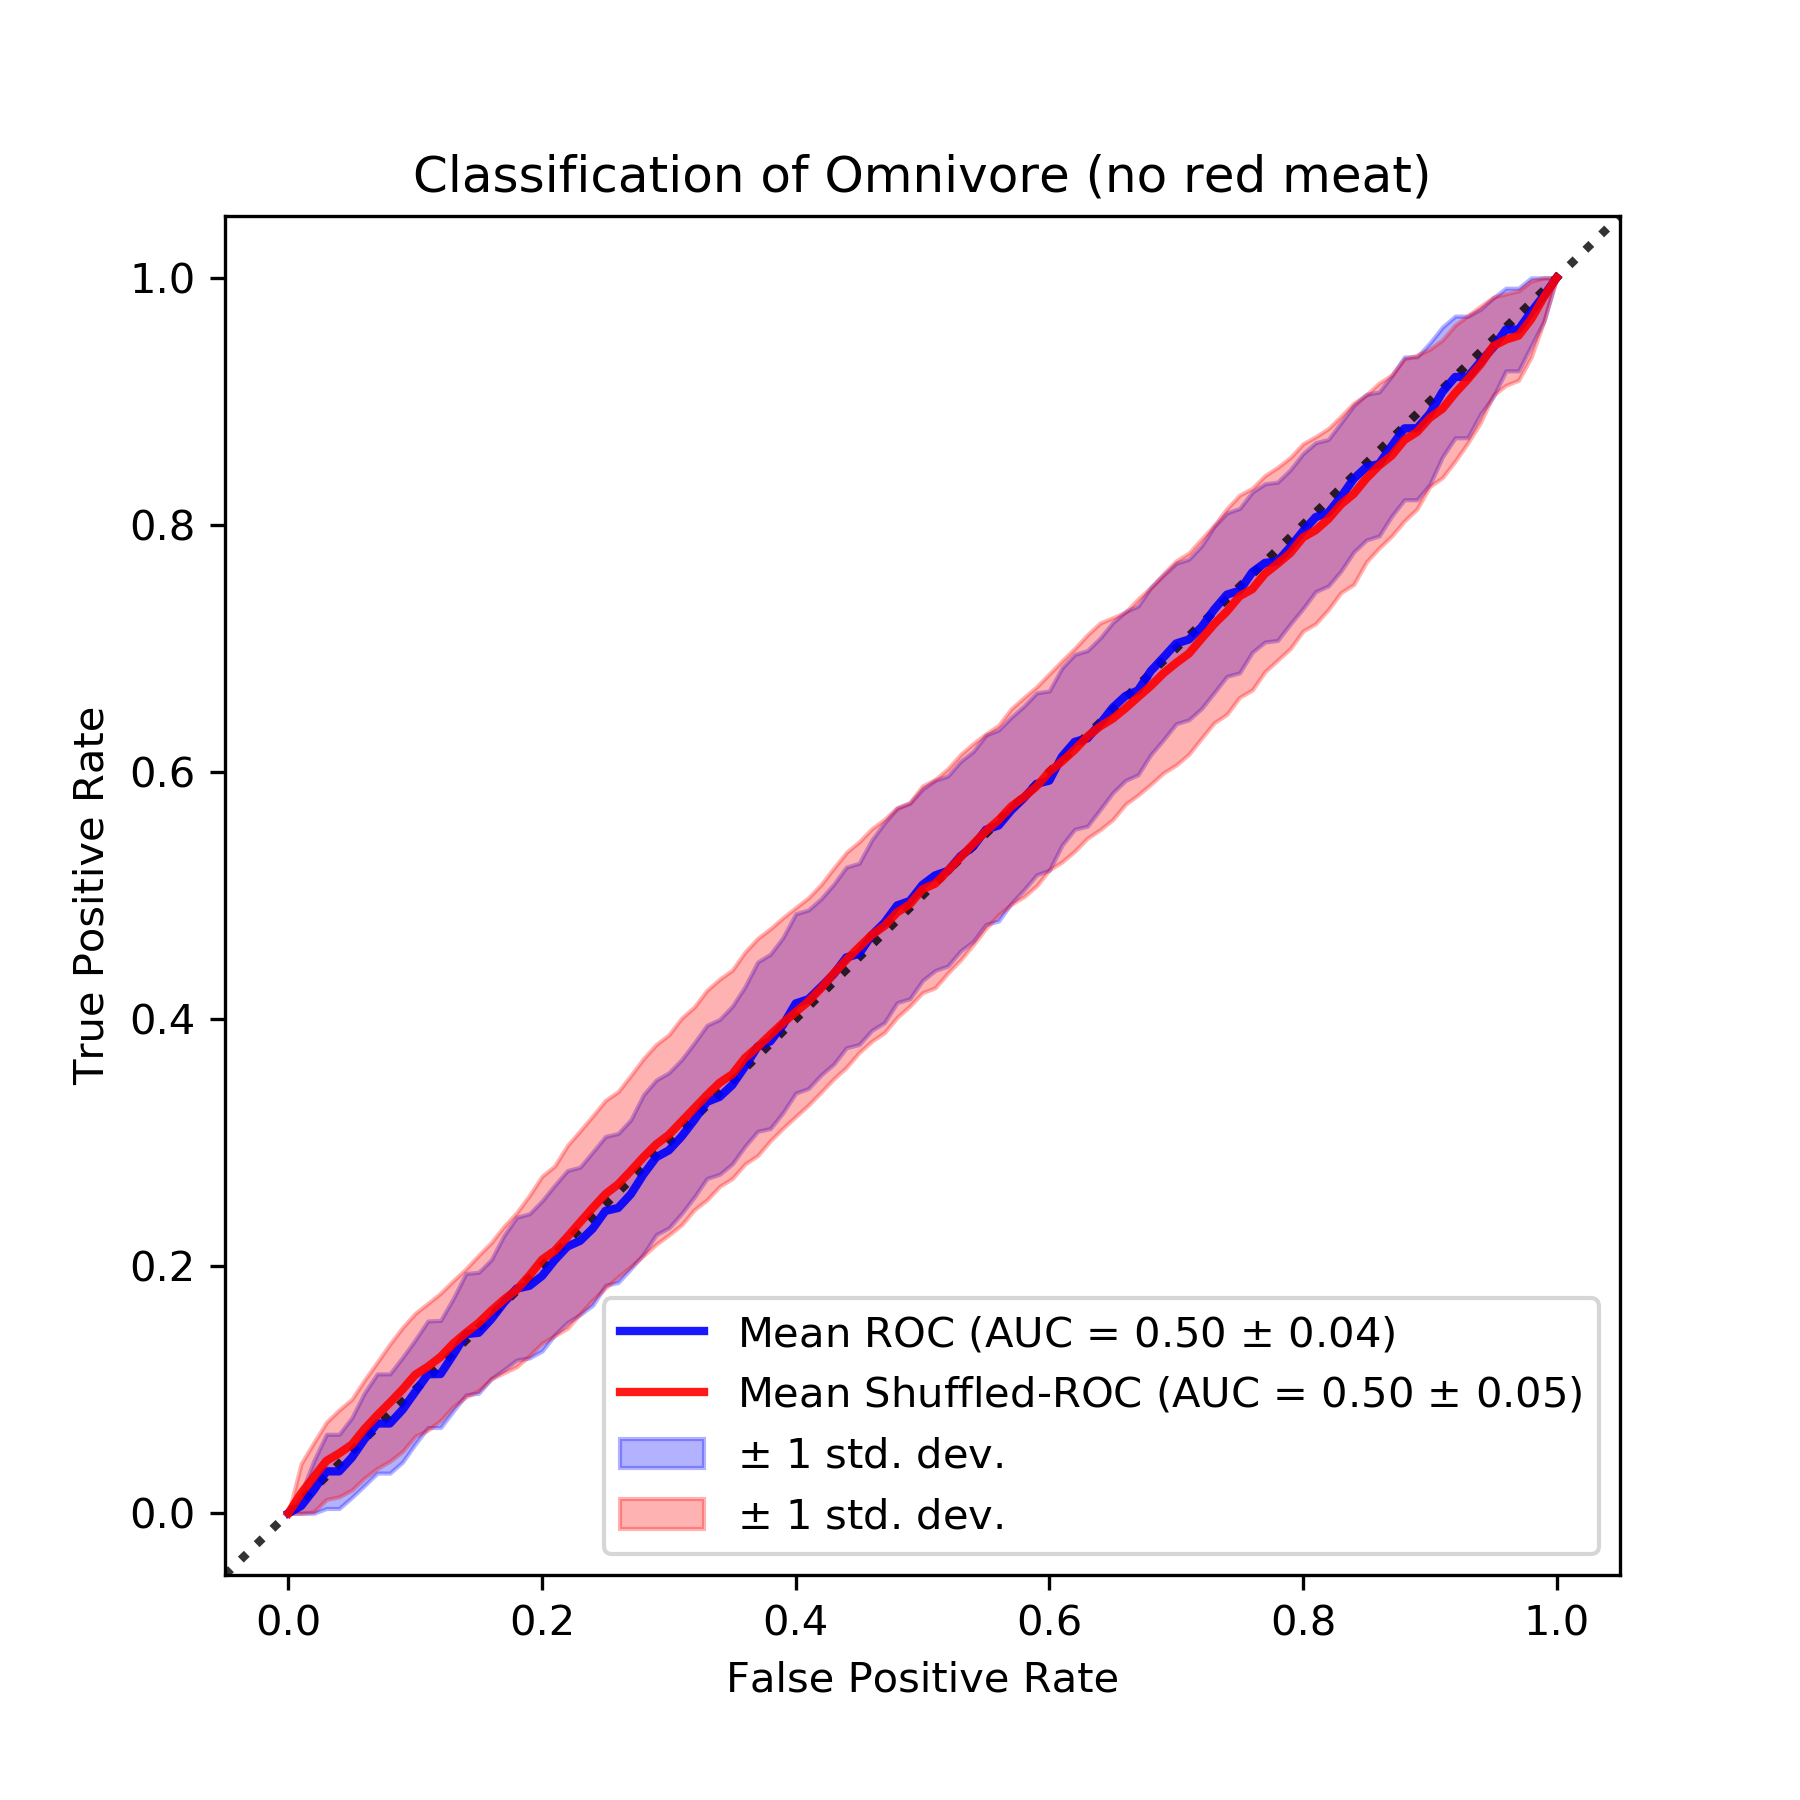 Classification of Omnivore (no red meat)
1.0
0.8
0.6
0.4
0.2
0.0
True Positive Rate
Mean ROC (AUC = 0.50 ± 0.04)
Mean Shuffled-ROC (AUC = 0.50 ± 0.05)
± 1 std. dev.
± 1 std. dev.
0.0 0.2 0.4 0.6 0.8 1.0
False Positive Rate